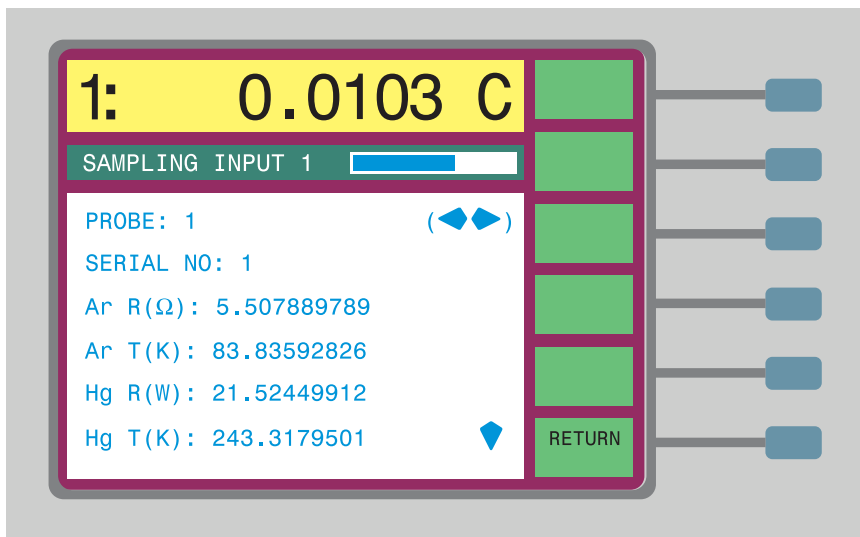 1: 0.0103 C
SAMPLING INPUT 1
PROBE: 1 ( )
SERIAL NO: 1
Ar R(Ω): 5.507889789
Ar T(K): 83.83592826
Hg R(W): 21.52449912
Hg T(K): 243.3179501
RETURN